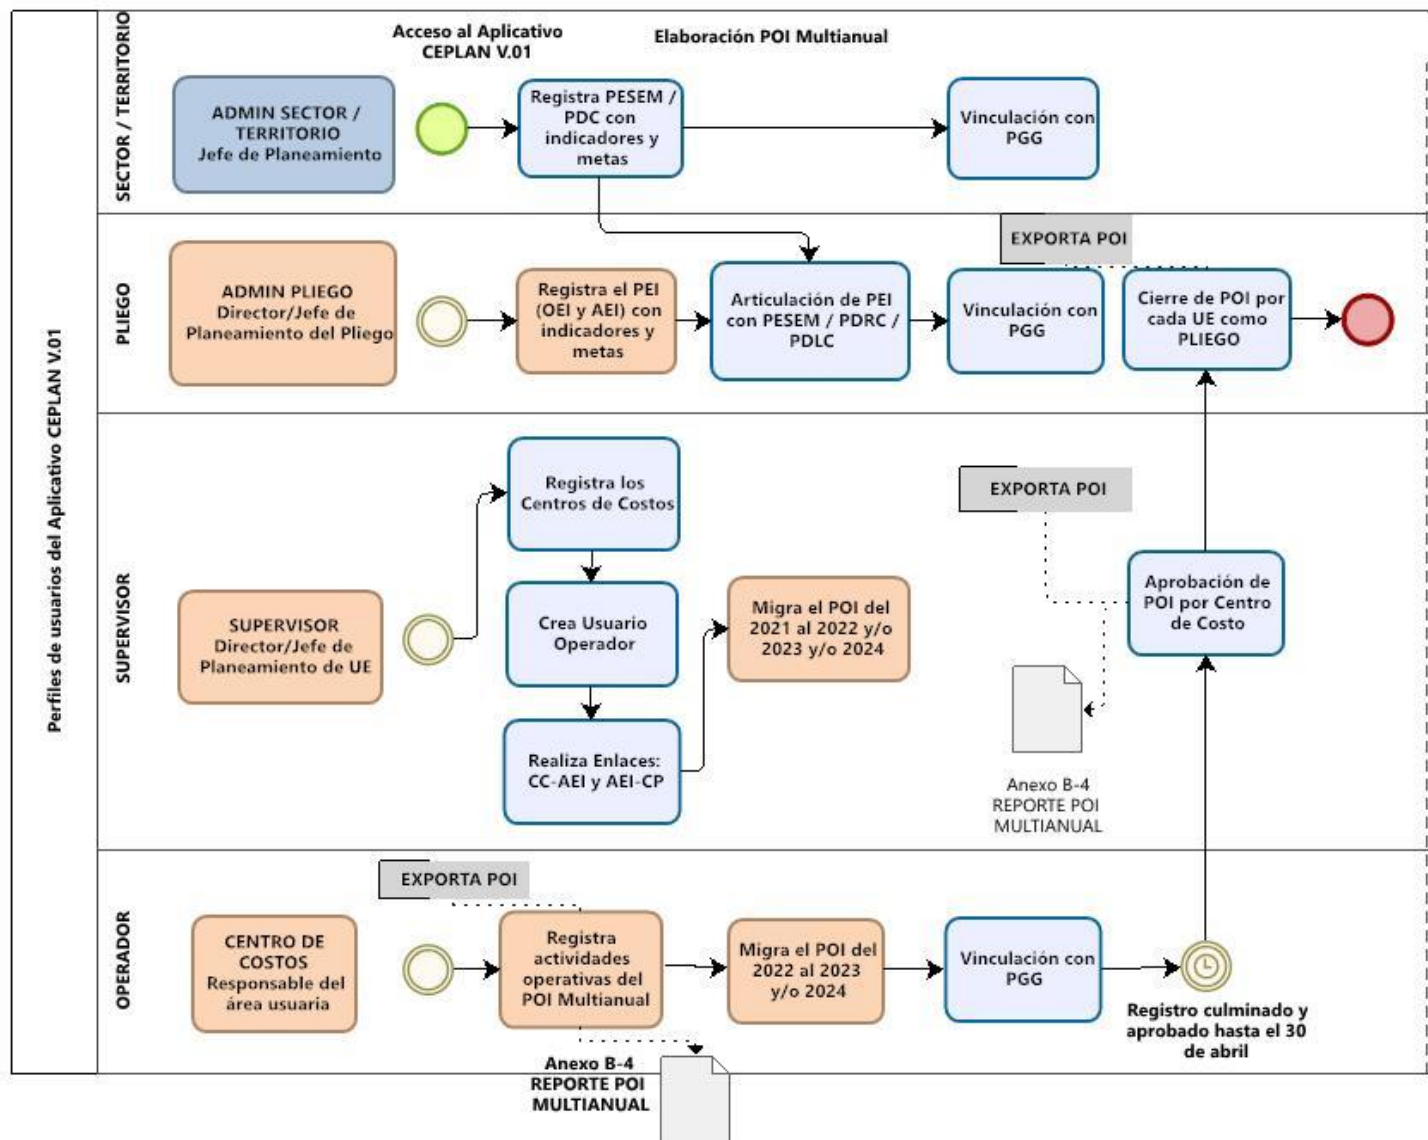 Perfiles de usuarios del Aplicativo CEPLAN V.01
SECTOR / TERRITORIO
Acceso al Aplicativo
CEPLAN V.01
Elaboración POI Multianual
ADMIN SECTOR /
TERRITORIO
Jefe de Planeamiento
Registra PESEM /
PDC con
indicadores y
metas
Vinculación con
PGG
PLIEGO
ADMIN PLIEGO
Director/Jefe de
Planeamiento del Pliego
Registra el PEI
(OEI y AEI) con
indicadores y
metas
Articulación de PEI
con PESEM / PDRC /
PDLC
Vinculación con
PGG
EXPORTA POI
Cierre de POI por
cada UE como
PLIEGO
SUPERVISOR
SUPERVISOR
Director/Jefe de
Planeamiento de UE
Registra los
Centros de Costos
Crea Usuario
Operador
Realiza Enlaces:
CC-AEI y AEI-CP
Migra el POI del
2021 al 2022 y/o
2023 y/o 2024
EXPORTA POI
Aprobación de
POI por Centro
de Costo
Anexo B-4
REPORTE POI
MULTIANUAL
OPERADOR
CENTRO DE
COSTOS
Responsable del
área usuaria
EXPORTA POI
Registra
actividades
operativas del
POI Multianual
Migra el POI del
2022 al 2023
y/o 2024
Vinculación con
PGG
Registro culminado y
aprobado hasta el 30
de abril
Anexo B-4
REPORTE POI
MULTIANUAL